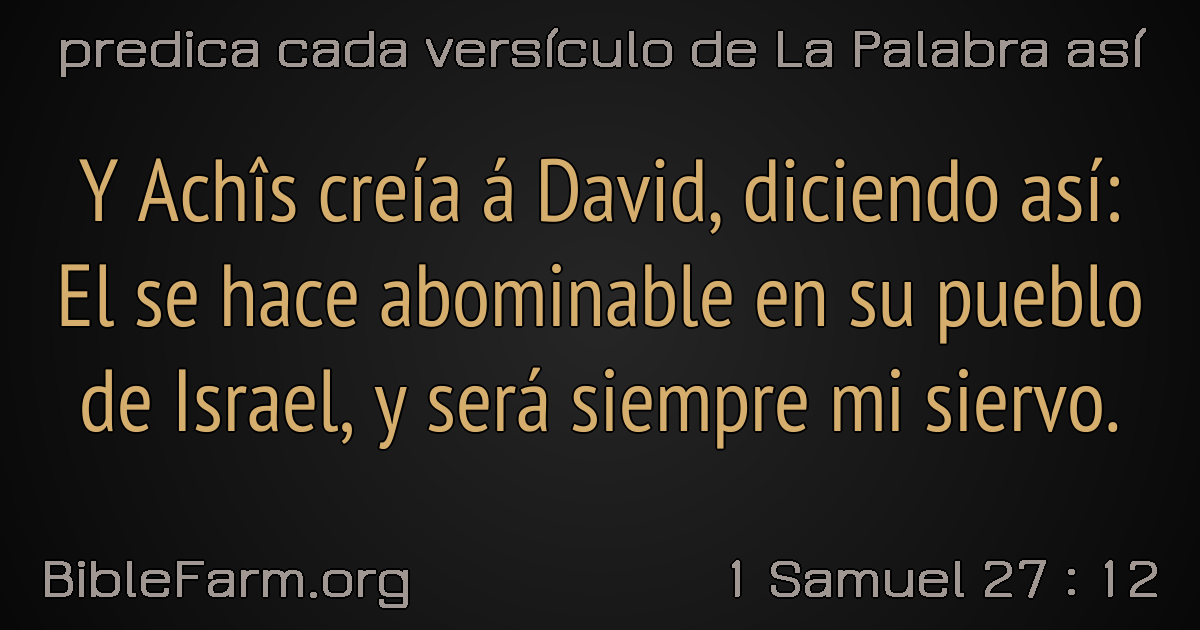 predica cada versículo de La Palabra así
Y Achîs creía á David, diciendo así:
El se hace abominable en su pueblo
de Israel, y será siempre mi siervo.
BibleFarm.org
1 Samuel 27 : 12